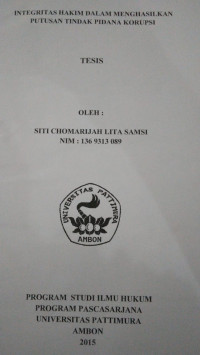 INTEGRITAS HAKIM DALAM MENGHASILKAN
PUTUSAN TINDAK PIDANA KORUPSI
TESIS
OLEH :
SITI CHOMARIJAH LITA SAMSI
NIM : 136 9313 089
UNIVERSITAS PATTIMURA
AMBON
PROGRAM STUDI ILMU HUKUM
PROGRAM PASCASARJANA
UNIVERSITAS PATTIMURA
AMBON
2015